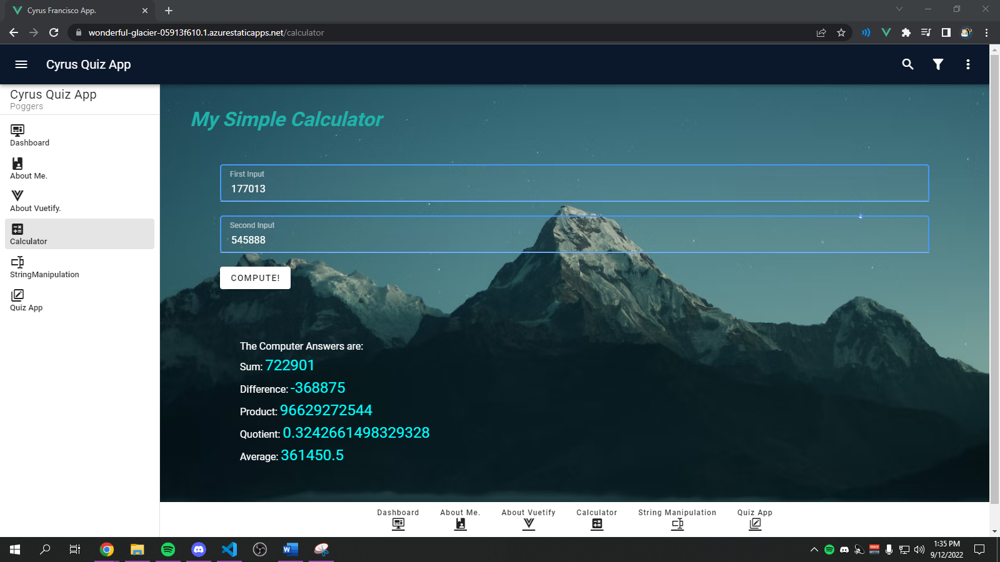 Cyrus Francisco App.
wonderful-glacier-05913f610.1.azurestaticapps.net/calculator
Cyrus Quiz App
Cyrus Quiz App
Poggers
Dashboard
About Me.
About Vuetify.
Calculator
StringManipulation
Quiz App
My Simple Calculator
First Input
177013
Second Input
545888
COMPUTE!
The Computer Answers are:
Sum: 722901
Difference: -368875
Product: 96629272544
Quotient: 0.3242661498329328
Average: 361450.5
Dashboard
About Me.
About Vuetify
Calculator
String Manipulation
Quiz App
1:35 PM
9/12/2022